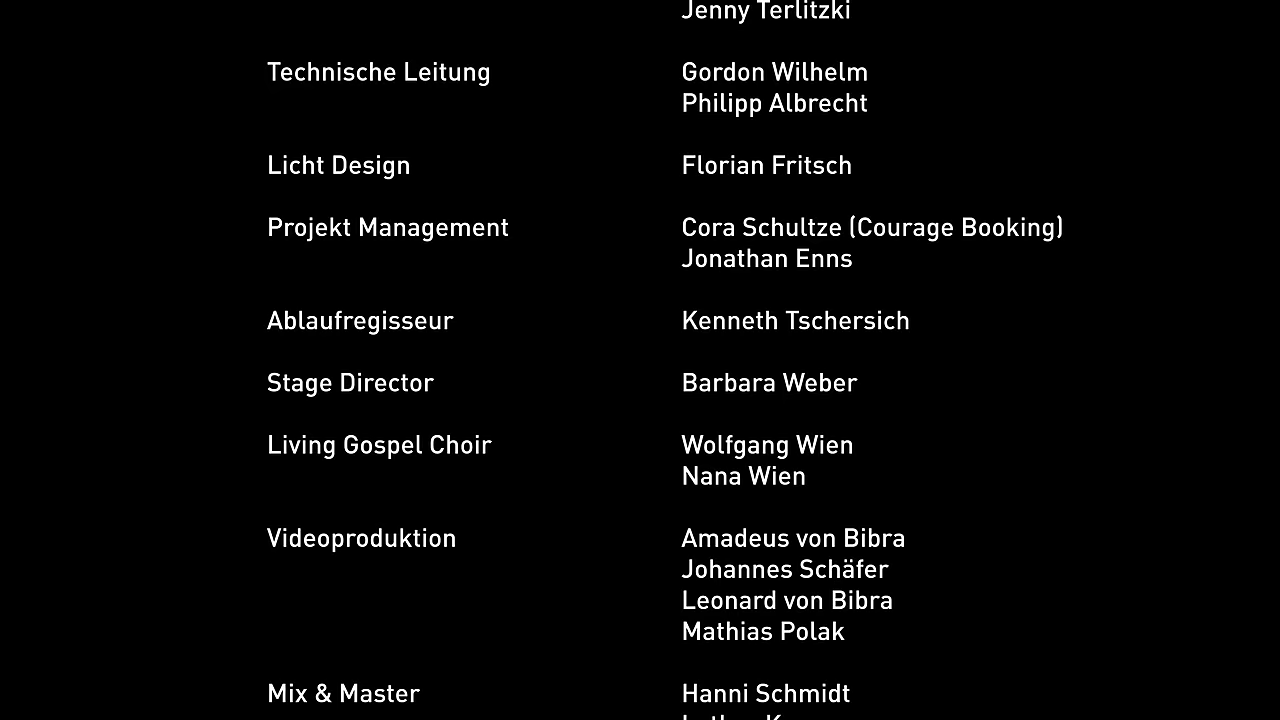 Jenny Terlitzki
Technische Leitung Gordon Wilhelm
Philipp Albrecht
Licht Design Florian Fritsch
Projekt Management Cora Schultze (Courage Booking)
Jonathan Enns
Ablaufregisseur Kenneth Tschersich
Stage Director Barbara Weber
Living Gospel Choir Wolfgang Wien
Nana Wien
Videoproduktion Amadeus von Bibra
Johannes Schäfer
Leonard von Bibra
Mathias Polak
Mix & Master Hanni Schmidt